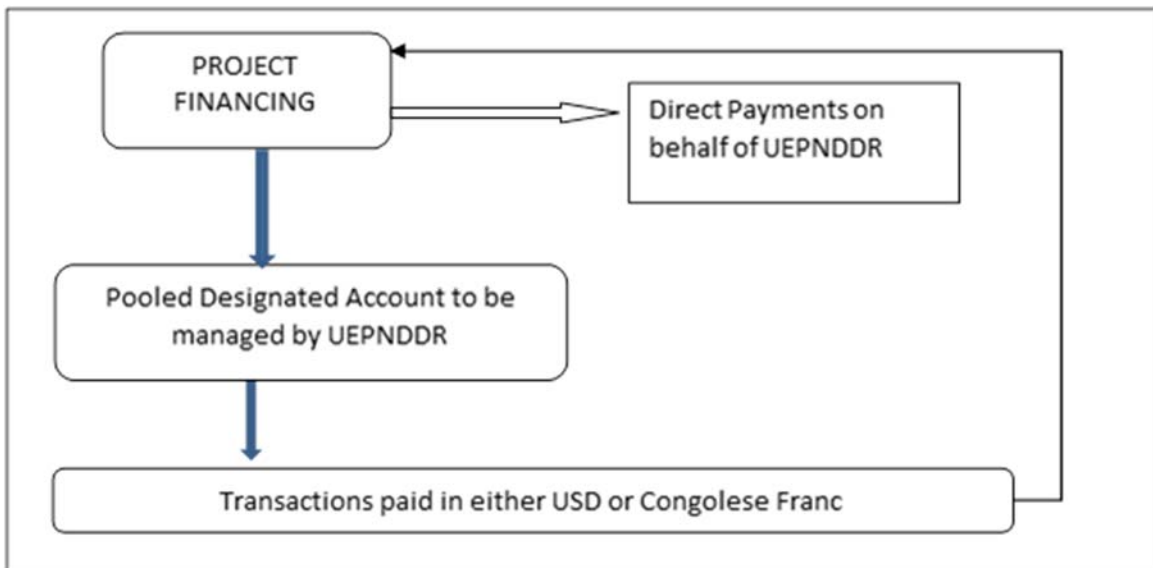 PROJECT
FINANCING
Direct Payments on
behalf of UEPNDDR
Pooled Designated Account to be
managed by UEPNDDR
Transactions paid in either USD or Congolese Franc